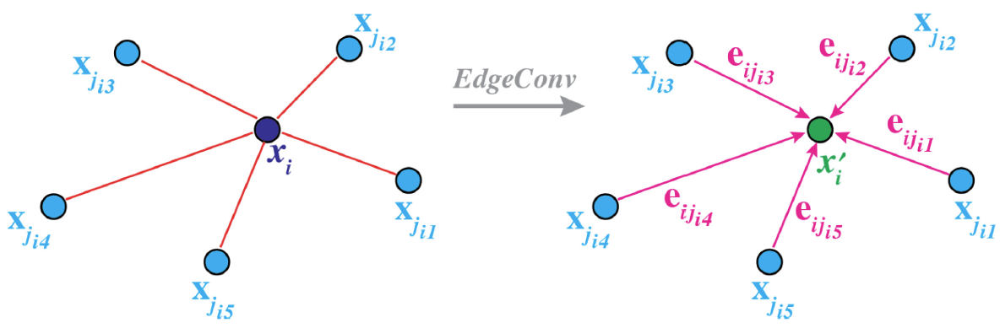 x_{j_{i2}}
x_{j_{i3}}
x_i
x_{j_{i1}}
x_{j_{i4}}
x_{j_{i5}}
EdgeConv
x_{j_{i2}}
x_{j_{i3}}
e_{ij_{i3}}
e_{ij_{i2}}
e_{ij_{i1}}
x'_i
x_{j_{i1}}
x_{j_{i4}}
e_{ij_{i4}}
e_{ij_{i5}}
x_{j_{i5}}